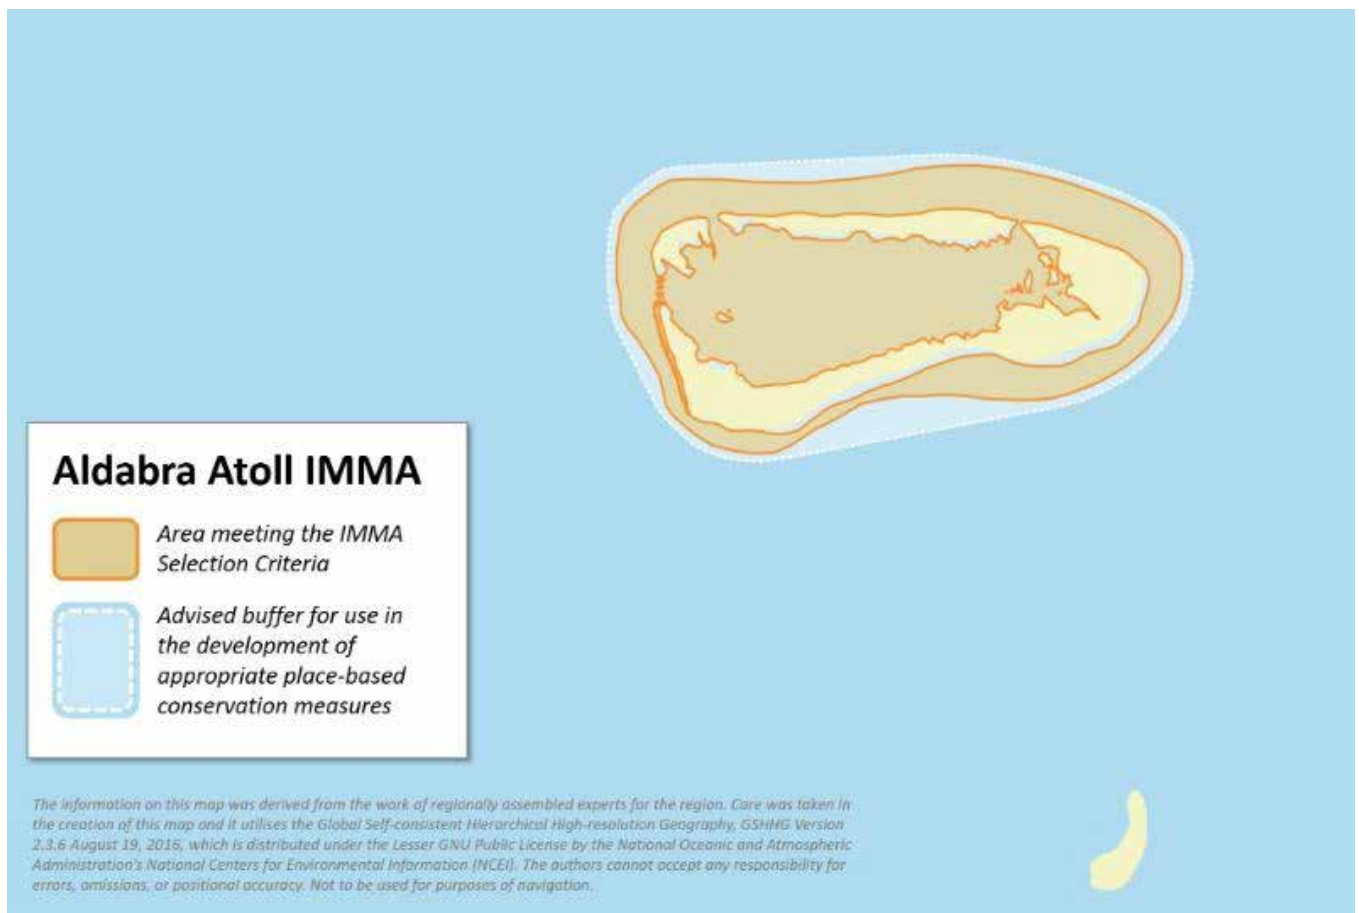 Aldabra Atoll IMMA
Area meeting the IMMA
Selection Criteria
Advised buffer for use in
the development of
appropriate place-based
conservation measures
The information on this map was derived from the work of regionally assembled experts for the region. Care was taken in
the creation of this map and it utilises the Global Self-consistent Hierarchical High-resolution Geography, GSHHG Version
2.3.6 August 19, 2016, which is distributed under the Lesser GNU Public License by the National Oceanic and Atmospheric
Administration's National Centers for Environmental Information (NCEI). The authors cannot accept any responsibility for
errors, omissions, or positional accuracy. Not to be used for purposes of navigation.